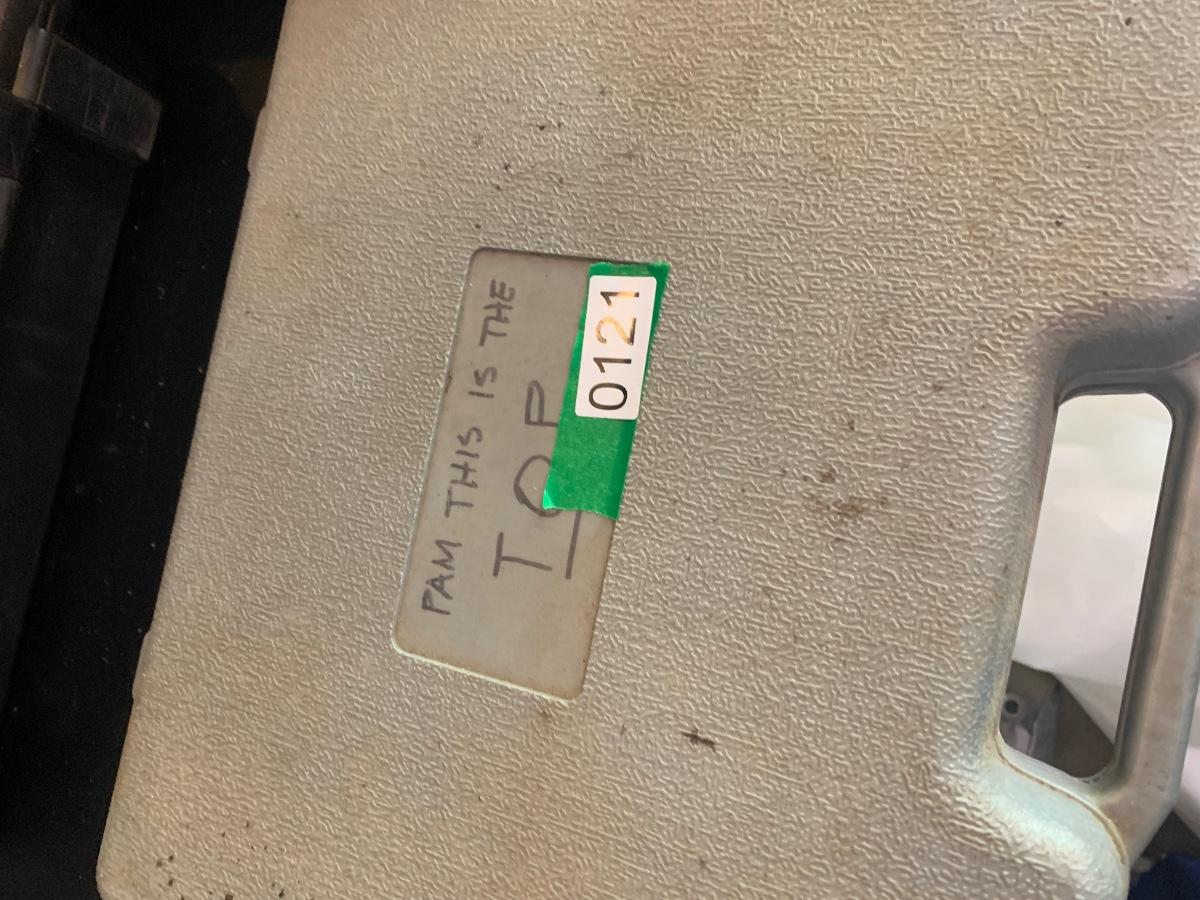 PAM THIS IS THE
TOP
0121